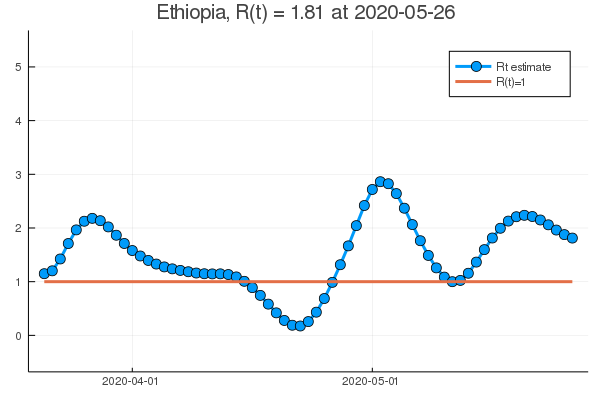 Ethiopia, R(t) = 1.81 at 2020-05-26
5
4
3
2
1
0
Rt estimate
R(t)=1
2020-04-01
2020-05-01